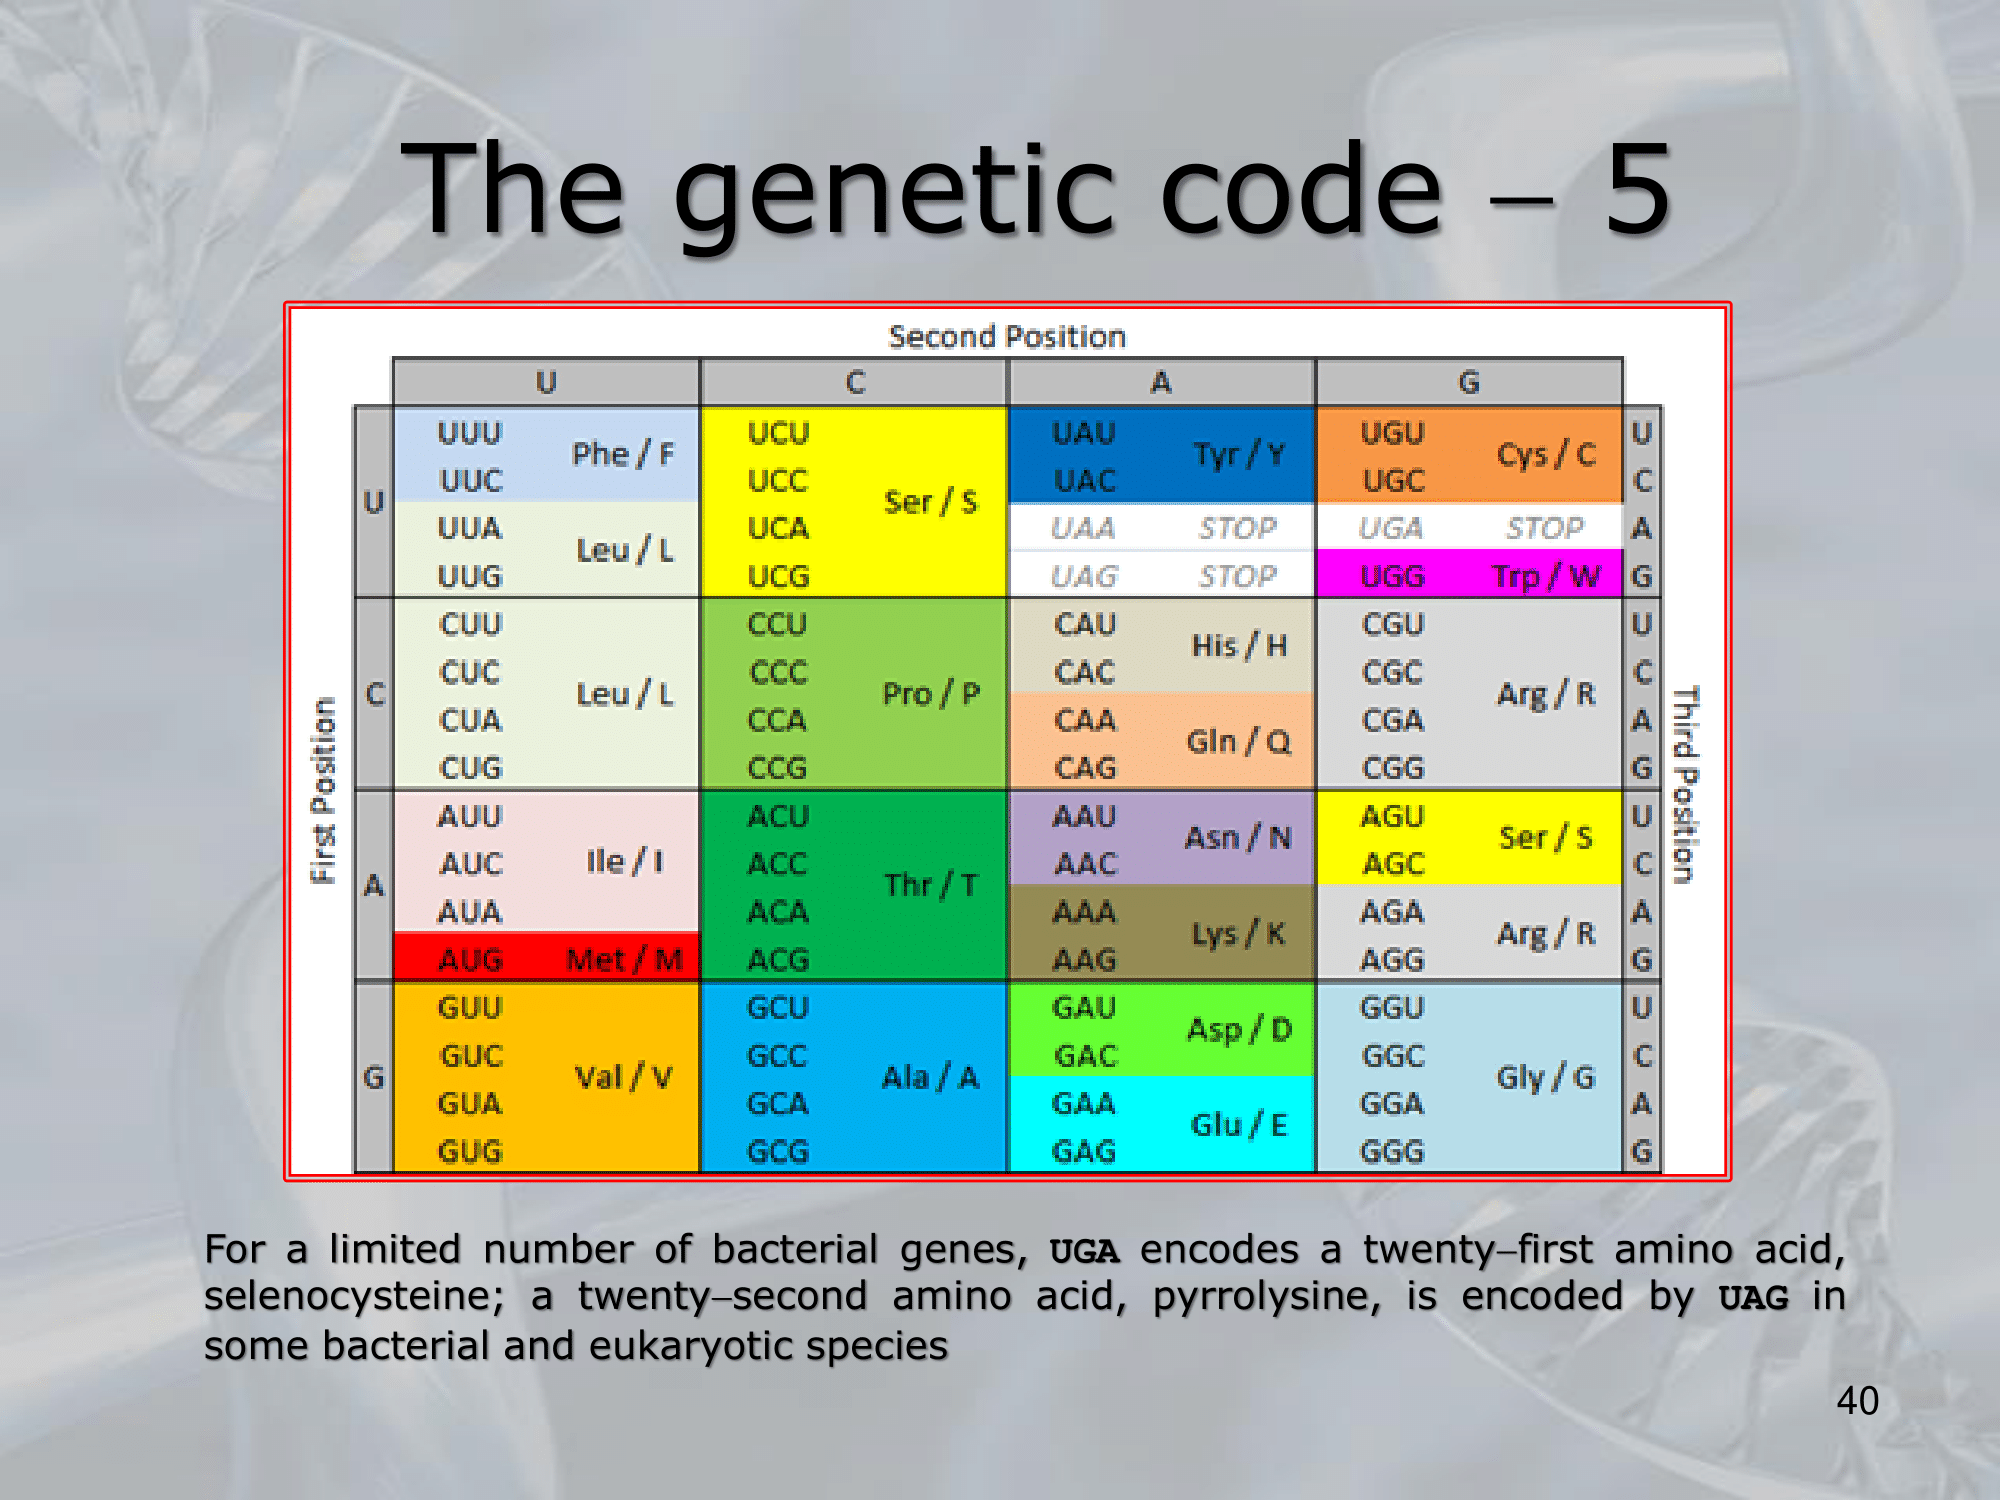 The genetic code – 5
Second Position
U C A G
UUU Phe / F UCU UAU Tyr / Y UGU Cys / C U
UUC UCC UAC UGC C
U Ser / S
UUA Leu / L UCA UAA STOP UGA STOP A
UUG UCG UAG STOP UGG Trp / W G
CUU CCU CAU His / H CGU U
CUC CCC CAC CGC C
C Leu / L Pro / P Arg / R
CUA CCA CAA Gln / Q CGA A
CUG CCG CAG CGG G
First Position
Third Position
AUU ACU AAU Asn / N AGU Ser / S U
AUC Ile / I ACC AAC AGC C
A Thr / T
AUA ACA AAA Lys / K AGA Arg / R A
AUG Met / M ACG AAG AGG G
GUU GCU GAU Asp / D GGU U
GUC GCC GAC GGC C
G Val / V Ala / A Gly / G
GUA GCA GAA Glu / E GGA A
GUG GCG GAG GGG G
For a limited number of bacterial genes, UGA encodes a twenty–first amino acid,
selenocysteine; a twenty–second amino acid, pyrrolysine, is encoded by UAG in
some bacterial and eukaryotic species
40